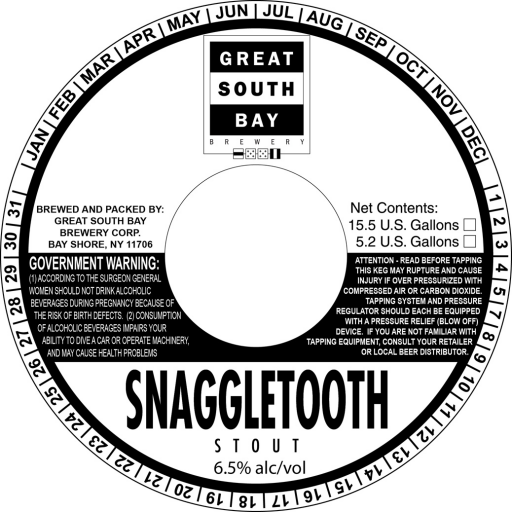 JAN|FEB|MAR|APR|MAY|JUN|JUL|AUG|SEP|OCT|NOV|DEC|
|1|2|3|4|5|6|7|8|9|10|11|12|13|14|15|16|17|18|19|20|21|22|23|24|25|26|27|28|29|30|31|
GREAT
SOUTH
BAY
BREWERY
BREWED AND PACKED BY:
GREAT SOUTH BAY
BREWERY CORP.
BAY SHORE, NY 11706
Net Contents:
15.5 U.S. Gallons
5.2 U.S. Gallons
GOVERNMENT WARNING:
(1) ACCORDING TO THE SURGEON GENERAL
WOMEN SHOULD NOT DRINK ALCOHOLIC
BEVERAGES DURING PREGNANCY BECAUSE OF
THE RISK OF BIRTH DEFECTS. (2) CONSUMPTION
OF ALCOHOLIC BEVERAGES IMPAIRS YOUR
ABILITY TO DIVE A CAR OR OPERATE MACHINERY,
AND MAY CAUSE HEALTH PROBLEMS
ATTENTION - READ BEFORE TAPPING
THIS KEG MAY RUPTURE AND CAUSE
INJURY IF OVER PRESSURIZED WITH
COMPRESSED AIR OR CARBON DIOXIDE.
TAPPING SYSTEM AND PRESSURE
REGULATOR SHOULD EACH BE EQUIPPED
WITH A PRESSURE RELIEF (BLOW OFF)
DEVICE. IF YOU ARE NOT FAMILIAR WITH
TAPPING EQUIPMENT, CONSULT YOUR RETAILER
OR LOCAL BEER DISTRIBUTOR.
SNAGGLETOOTH
STOUT
6.5% alc/vol